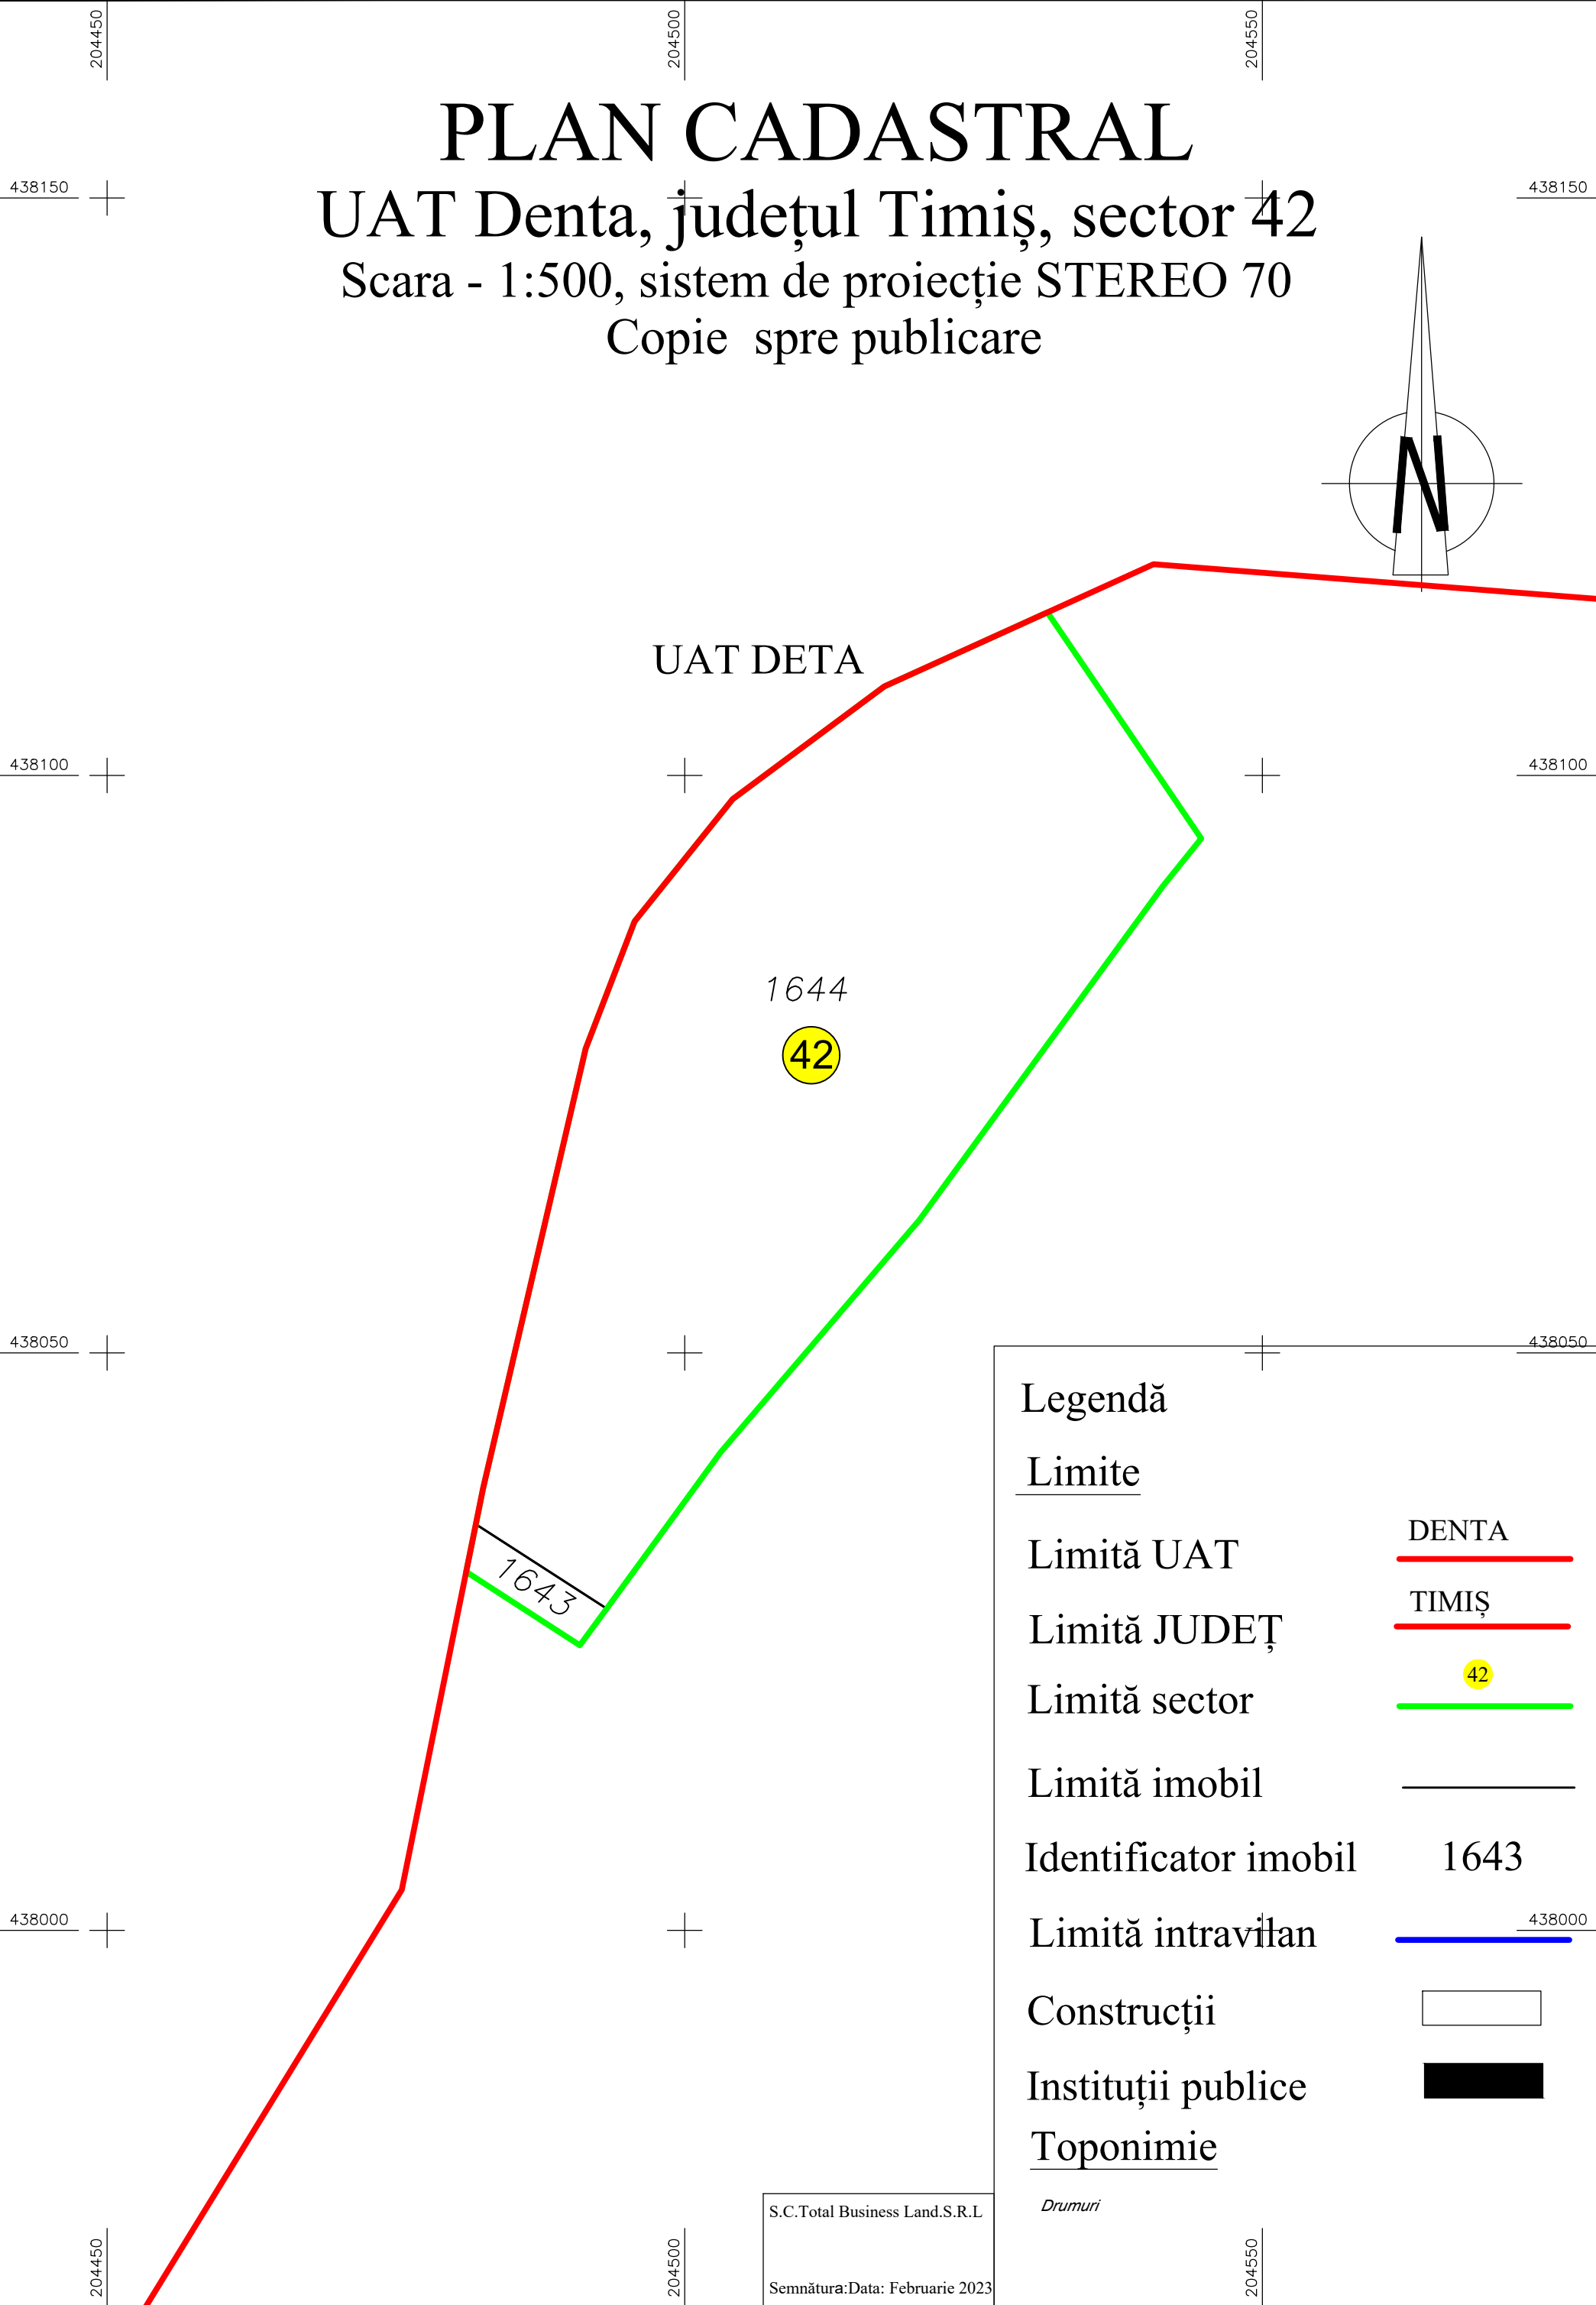 204450
204500
204550
PLAN CADASTRAL
438150
438150
UAT Denta, județul Timiș, sector 42
Scara - 1:500, sistem de proiecție STEREO 70
Copie spre publicare
N
UAT DETA
438100
438100
1644
42
438050
438050
Legendă
Limite
Limită UAT
DENTA
1643
Limită JUDEȚ
TIMIȘ
Limită sector
42
Limită imobil
Identificator imobil
1643
438000
438000
Limită intravilan
Construcții
Instituții publice
Toponimie
Drumuri
S.C.Total Business Land.S.R.L
Semnătura:Data: Februarie 2023
204450
204500
204550